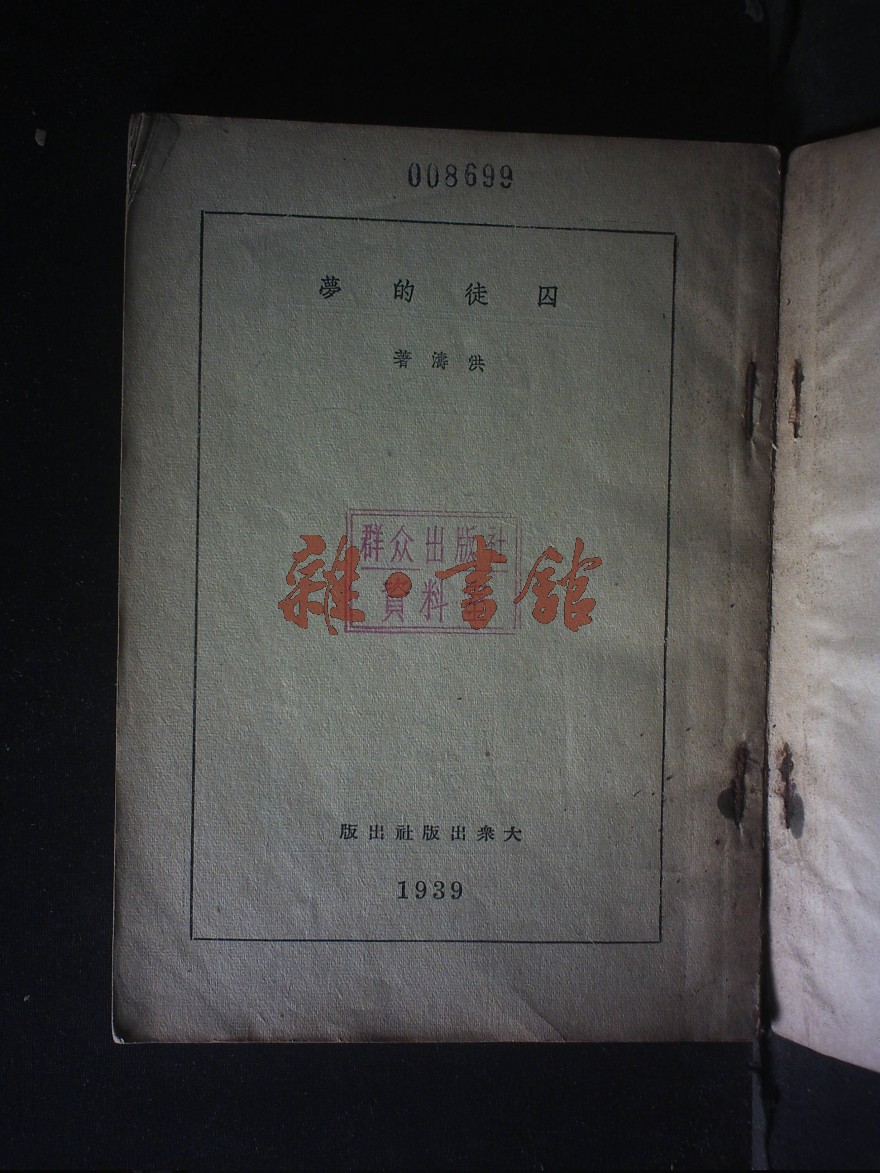 008699
囚徒的夢
洪濤著
群众出版社
資料
雜·書館
大衆出版社出版
1939